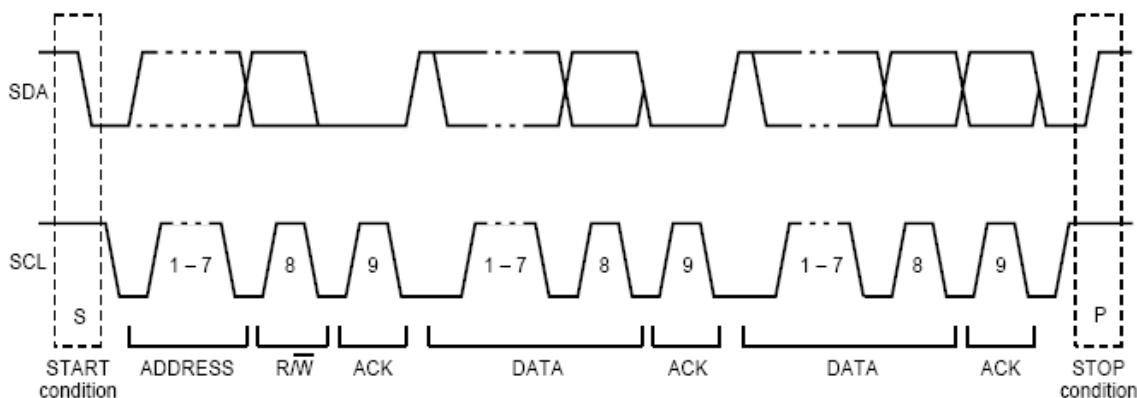 SDA
SCL
1 – 7
8
9
1 – 7
8
9
1 – 7
8
9
S
P
START
condition
ADDRESS
R/W̅
ACK
DATA
ACK
DATA
ACK
STOP
condition